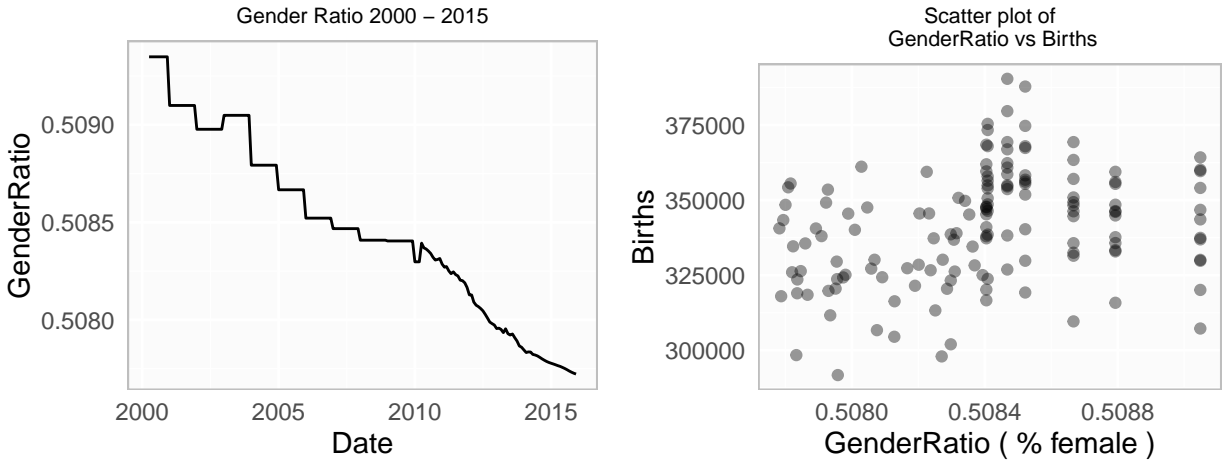 Gender Ratio 2000 – 2015
GenderRatio
0.5090
0.5085
0.5080
2000 2005 2010 2015
Date
Scatter plot of
GenderRatio vs Births
Births
375000
350000
325000
300000
0.5080 0.5084 0.5088
GenderRatio ( % female )